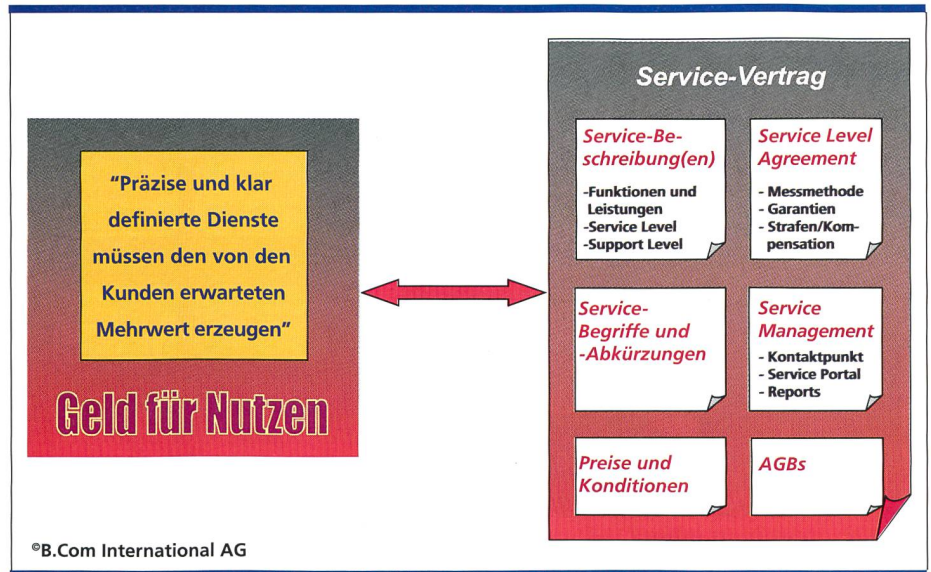 "Präzise und klar
definierte Dienste
müssen den von den
Kunden erwarteten
Mehrwert erzeugen"
Geld für Nutzen
Service-Vertrag
Service-Be-
schreibung(en)
-Funktionen und
Leistungen
-Service Level
-Support Level
Service Level
Agreement
- Messmethode
- Garantien
- Strafen/Kom-
pensation
Service-
Begriffe und
-Abkürzungen
Service
Management
- Kontaktpunkt
- Service Portal
- Reports
Preise und
Konditionen
AGBs
©B.Com International AG